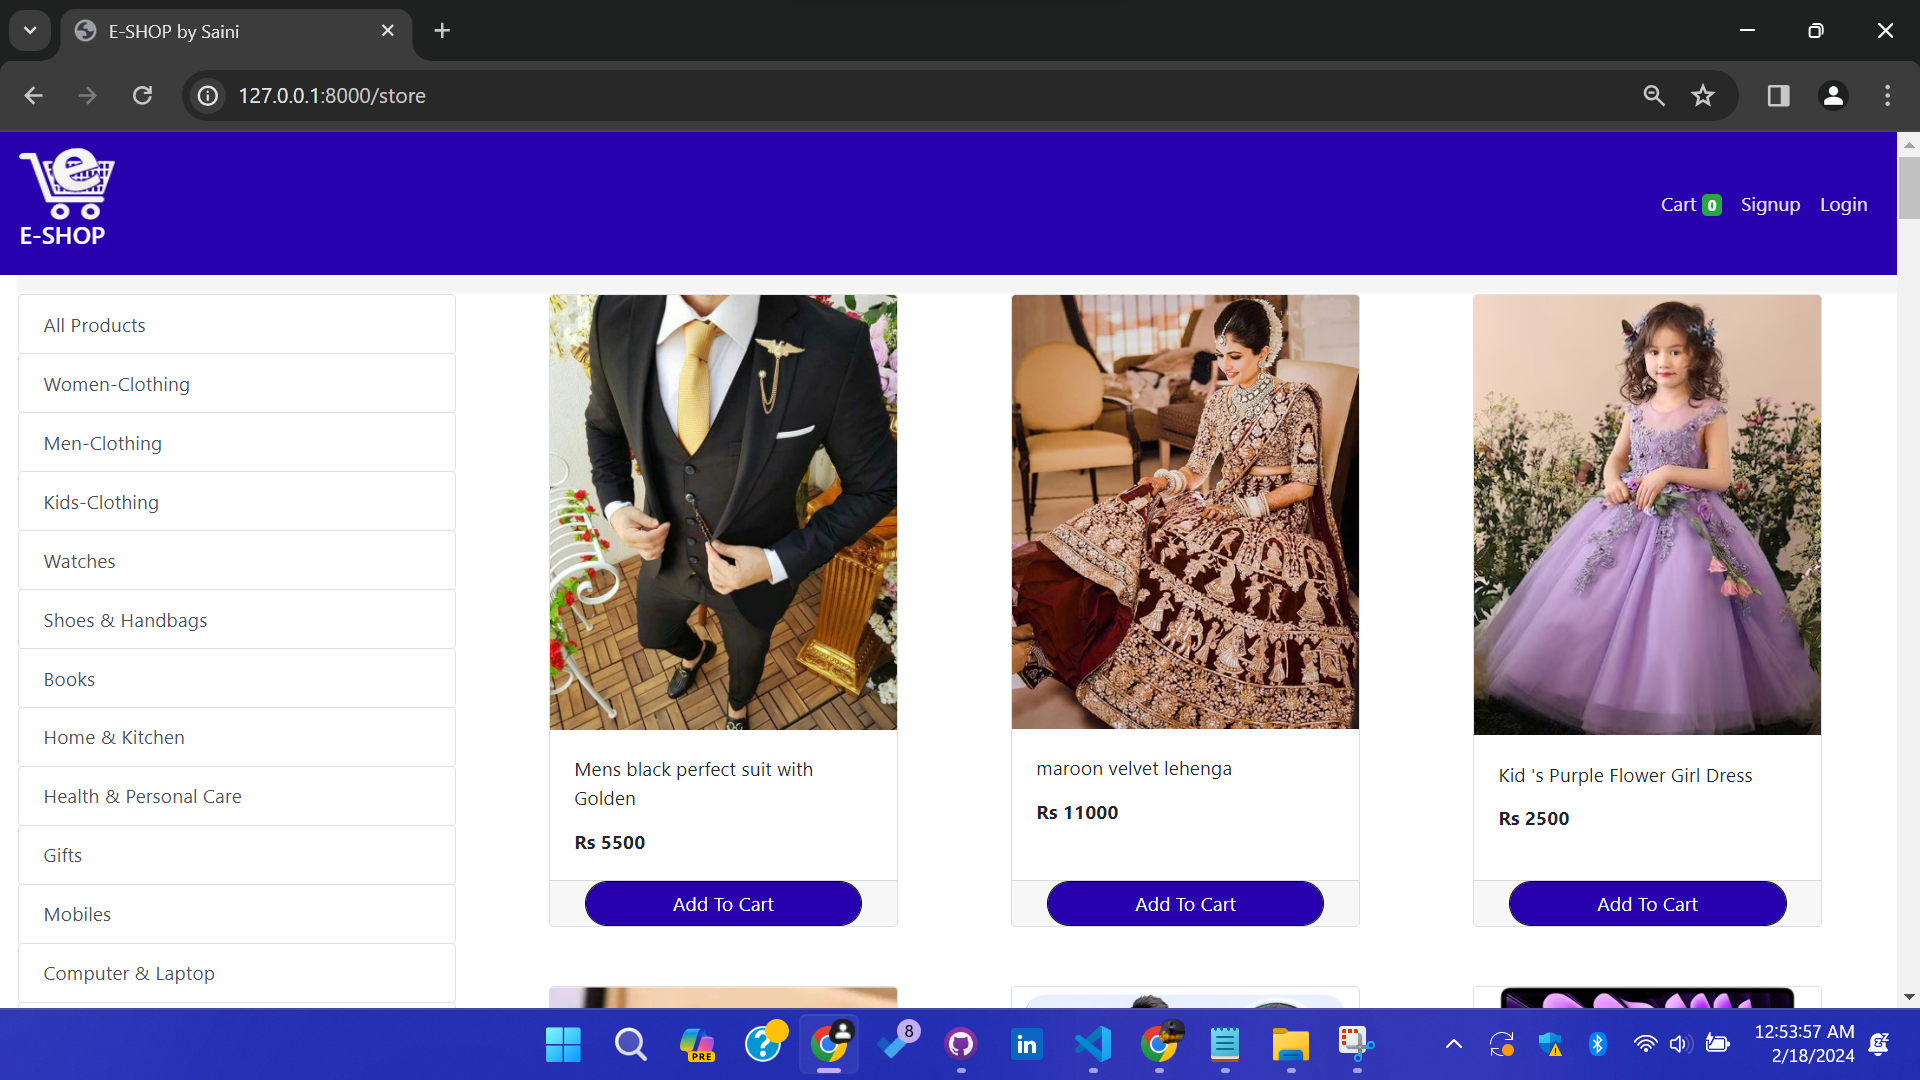 E-SHOP by Saini
127.0.0.1:8000/store
e
E-SHOP
Cart 0
Signup
Login
All Products
Women-Clothing
Men-Clothing
Kids-Clothing
Watches
Shoes & Handbags
Books
Home & Kitchen
Health & Personal Care
Gifts
Mobiles
Computer & Laptop
Mens black perfect suit with
Golden
Rs 5500
Add To Cart
maroon velvet lehenga
Rs 11000
Add To Cart
Kid 's Purple Flower Girl Dress
Rs 2500
Add To Cart
PRE
?
8
in
12:53:57 AM
2/18/2024